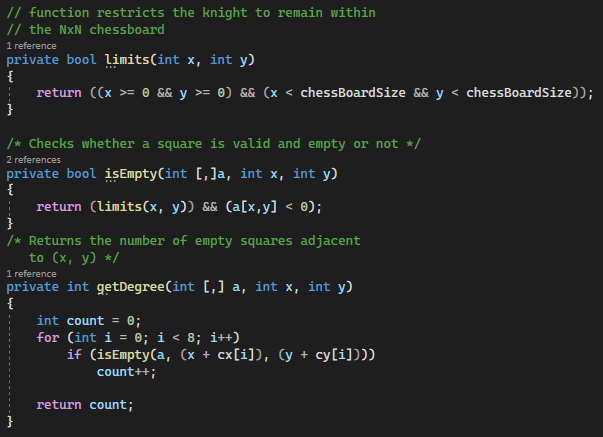 // function restricts the knight to remain within
// the NxN chessboard
1 reference
private bool limits(int x, int y)
{
    return ((x >= 0 && y >= 0) && (x < chessBoardSize && y < chessBoardSize));
}
/* Checks whether a square is valid and empty or not */
2 references
private bool isEmpty(int [,]a, int x, int y)
{
    return (limits(x, y)) && (a[x,y] < 0);
}
/* Returns the number of empty squares adjacent
   to (x, y) */
1 reference
private int getDegree(int [,] a, int x, int y)
{
    int count = 0;
    for (int i = 0; i < 8; i++)
        if (isEmpty(a, (x + cx[i]), (y + cy[i])))
            count++;
    return count;
}